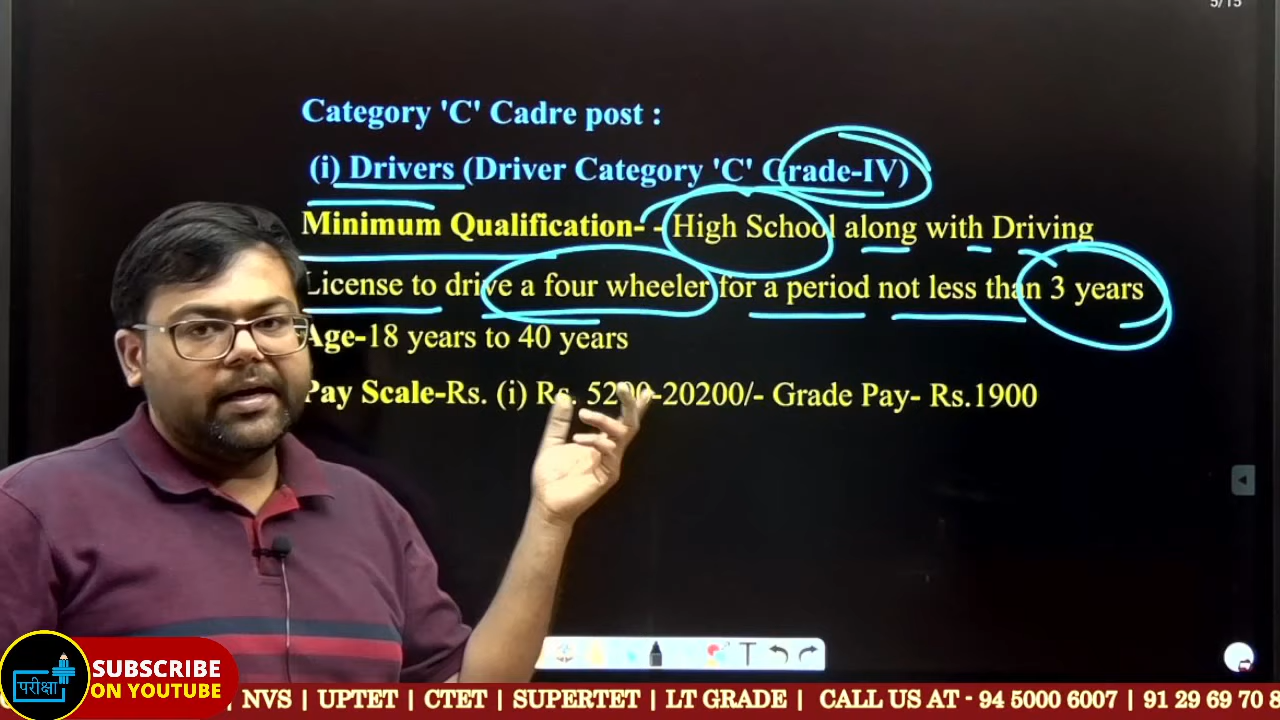 5/15
Category 'C' Cadre post :
(i) Drivers (Driver Category 'C' Grade-IV)
Minimum Qualification- - High School along with Driving
License to drive a four wheeler for a period not less than 3 years
Age-18 years to 40 years
Pay Scale-Rs. (i) Rs. 5200-20200/- Grade Pay- Rs.1900
T
परीक्षा
SUBSCRIBE
ON YOUTUBE
| NVS | UPTET | CTET | SUPERTET | LT GRADE | CALL US AT - 94 5000 6007 | 91 29 69 70 8